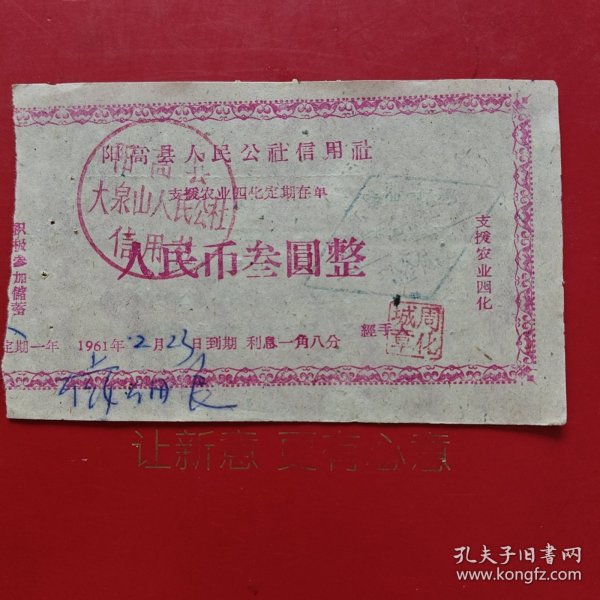 阳高县人民公社信用社
支援农业四化定期存单
阳高县
大泉山人民公社
信用社
人民币叁圆整
积极参加储蓄
支援农业四化
定期一年 1961年2月23日到期 利息一角八分
經手
周化城章
让新意 更有心意
孔夫子旧书网
www.kongfz.com